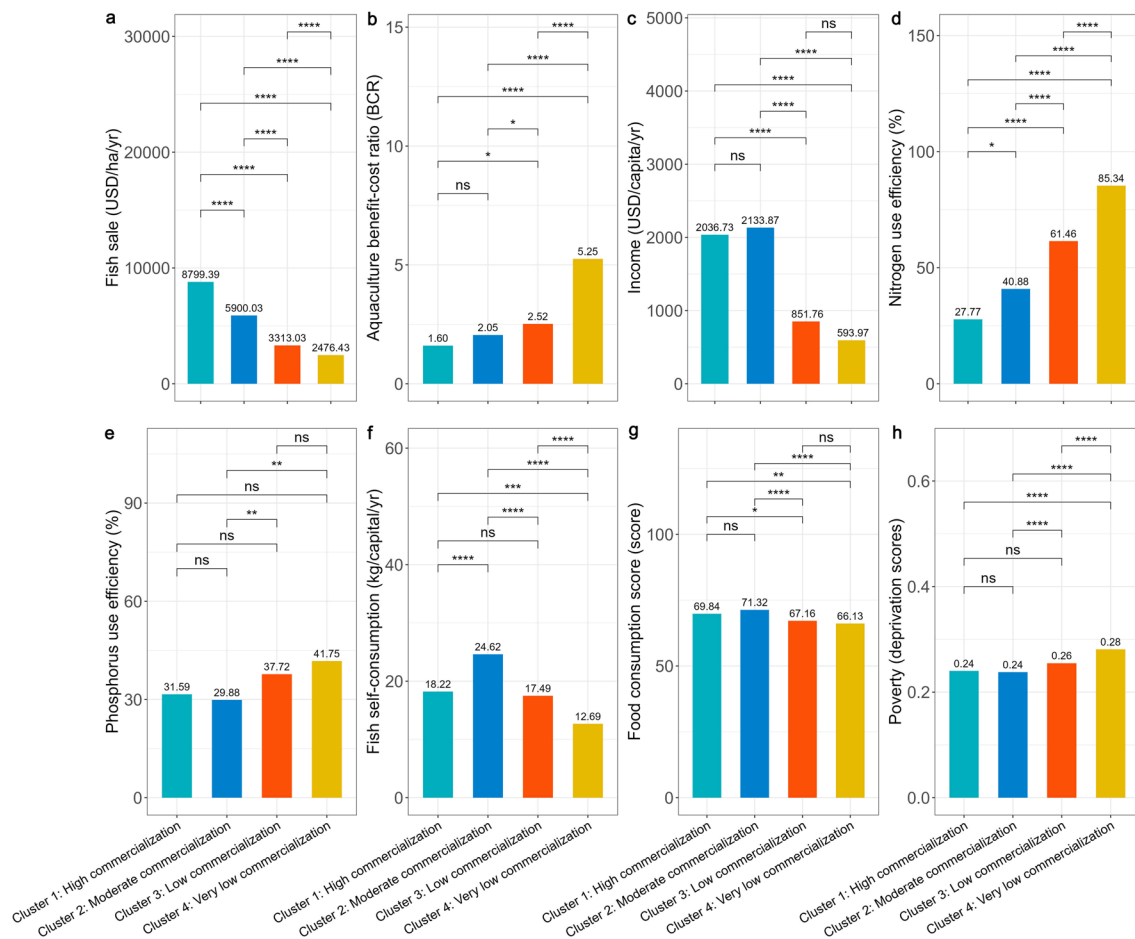 a
Fish sale (USD/ha/yr)
30000
20000
10000
0
****
****
****
****
****
****
8799.39
5900.03
3313.03
2476.43
b
Aquaculture benefit-cost ratio (BCR)
15
10
5
0
****
****
****
*
*
ns
1.60
2.05
2.52
5.25
c
Income (USD/capita/yr)
5000
4000
3000
2000
1000
0
ns
****
****
****
****
ns
2036.73
2133.87
851.76
593.97
d
Nitrogen use efficiency (%)
150
100
50
0
****
****
****
****
****
*
27.77
40.88
61.46
85.34
e
Phosphorus use efficiency (%)
90
60
30
0
ns
**
ns
**
ns
ns
31.59
29.88
37.72
41.75
f
Fish self-consumption (kg/capital/yr)
60
40
20
0
****
****
***
****
ns
****
18.22
24.62
17.49
12.69
g
Food consumption score (score)
100
50
0
ns
****
**
****
*
ns
69.84
71.32
67.16
66.13
h
Poverty (deprivation scores)
0.6
0.4
0.2
0.0
****
****
****
****
ns
ns
0.24
0.24
0.26
0.28
Cluster 1: High commercialization
Cluster 2: Moderate commercialization
Cluster 3: Low commercialization
Cluster 4: Very low commercialization
Cluster 1: High commercialization
Cluster 2: Moderate commercialization
Cluster 3: Low commercialization
Cluster 4: Very low commercialization
Cluster 1: High commercialization
Cluster 2: Moderate commercialization
Cluster 3: Low commercialization
Cluster 4: Very low commercialization
Cluster 1: High commercialization
Cluster 2: Moderate commercialization
Cluster 3: Low commercialization
Cluster 4: Very low commercialization